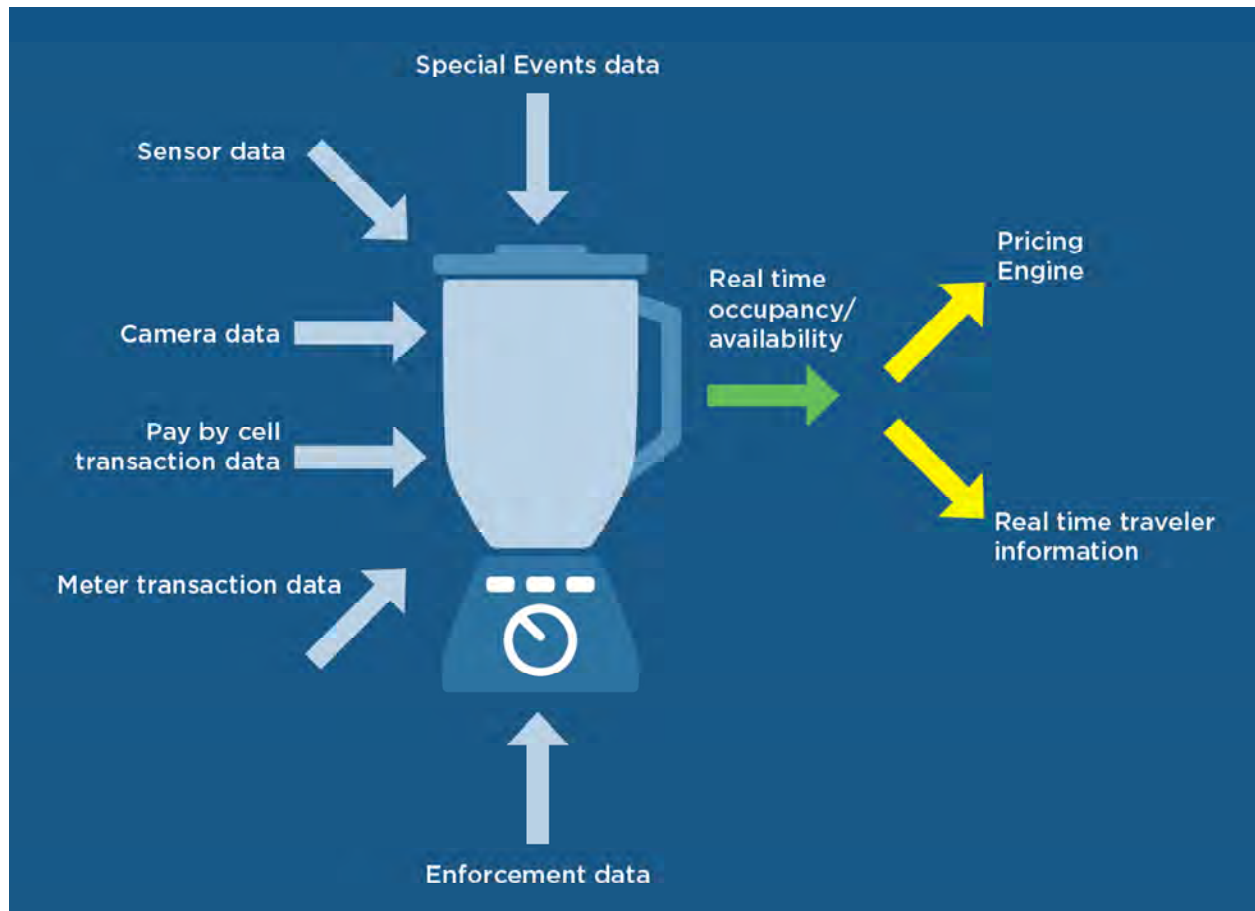 Special Events data
Sensor data
Camera data
Pay by cell
transaction data
Meter transaction data
Enforcement data
Real time
occupancy/
availability
Pricing
Engine
Real time traveler
information